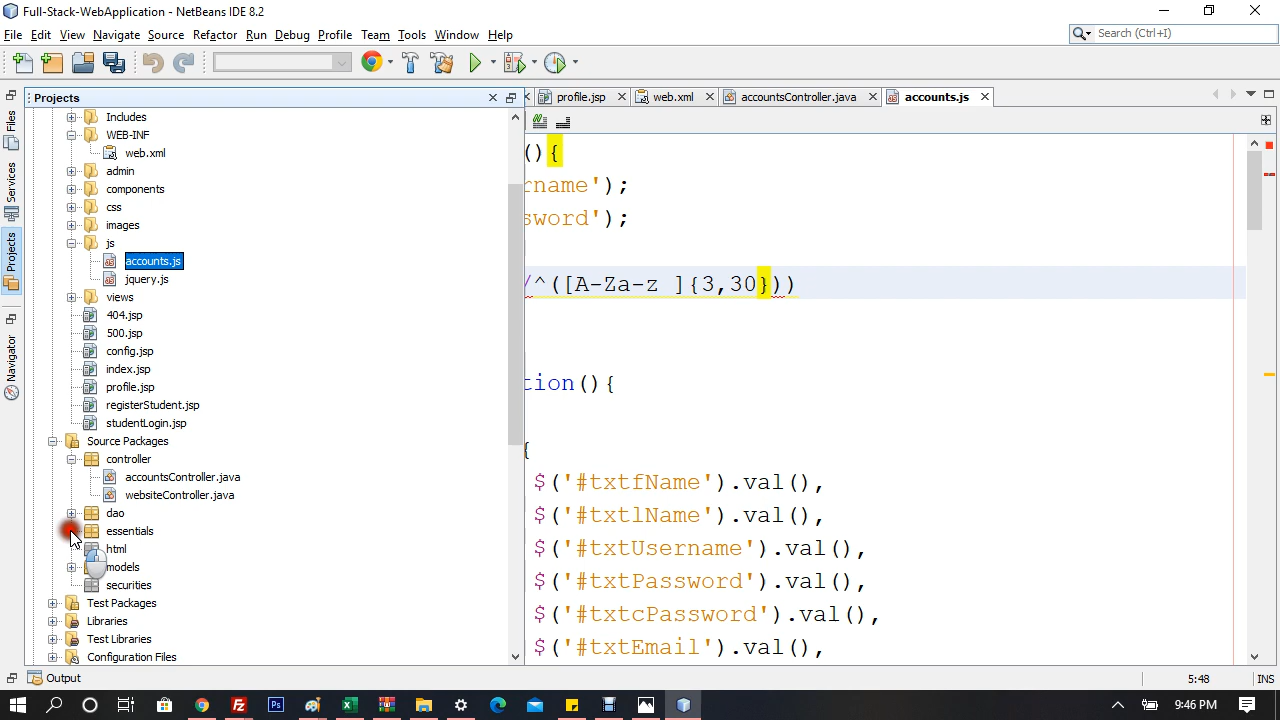 Full-Stack-WebApplication - NetBeans IDE 8.2
File Edit View Navigate Source Refactor Run Debug Profile Team Tools Window Help
Search (Ctrl+I)
Projects
profile.jsp
web.xml
accountsController.java
accounts.js
Files
Services
Projects
Navigator
Includes
WEB-INF
web.xml
admin
components
css
images
js
accounts.js
jquery.js
views
404.jsp
500.jsp
config.jsp
index.jsp
profile.jsp
registerStudent.jsp
studentLogin.jsp
Source Packages
controller
accountsController.java
websiteController.java
dao
essentials
html
models
securities
Test Packages
Libraries
Test Libraries
Configuration Files
(){
rname');
sword');
/^([A-Za-z ]{3,30}))
tion(){
{
$('#txtfName').val(),
$('#txtlName').val(),
$('#txtUsername').val(),
$('#txtPassword').val(),
$('#txtcPassword').val(),
$('#txtEmail').val(),
Output
5:48
INS
9:46 PM